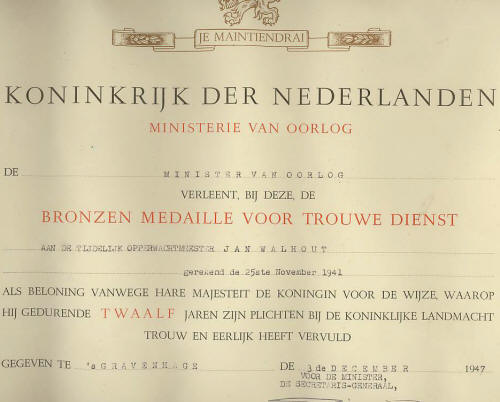 JE MAINTIENDRAI
KONINKRIJK DER NEDERLANDEN
MINISTERIE VAN OORLOG
DE MINISTER VAN OORLOG
VERLEENT, BIJ DEZE, DE
BRONZEN MEDAILLE VOOR TROUWE DIENST
AAN DE TIJDELIJK OPPERWACHTMEESTER JAN WALHOUT
gerekend de 25ste November 1941
ALS BELONING VANWEGE HARE MAJESTEIT DE KONINGIN VOOR DE WIJZE, WAAROP
HIJ GEDURENDE TWAALF JAREN ZIJN PLICHTEN BIJ DE KONINKLIJKE LANDMACHT
TROUW EN EERLIJK HEEFT VERVULD
GEGEVEN TE 's GRAVENHAGE DE 3 de DECEMBER 1947
VOOR DE MINISTER,
DE SECRETARIS-GENERAAL,